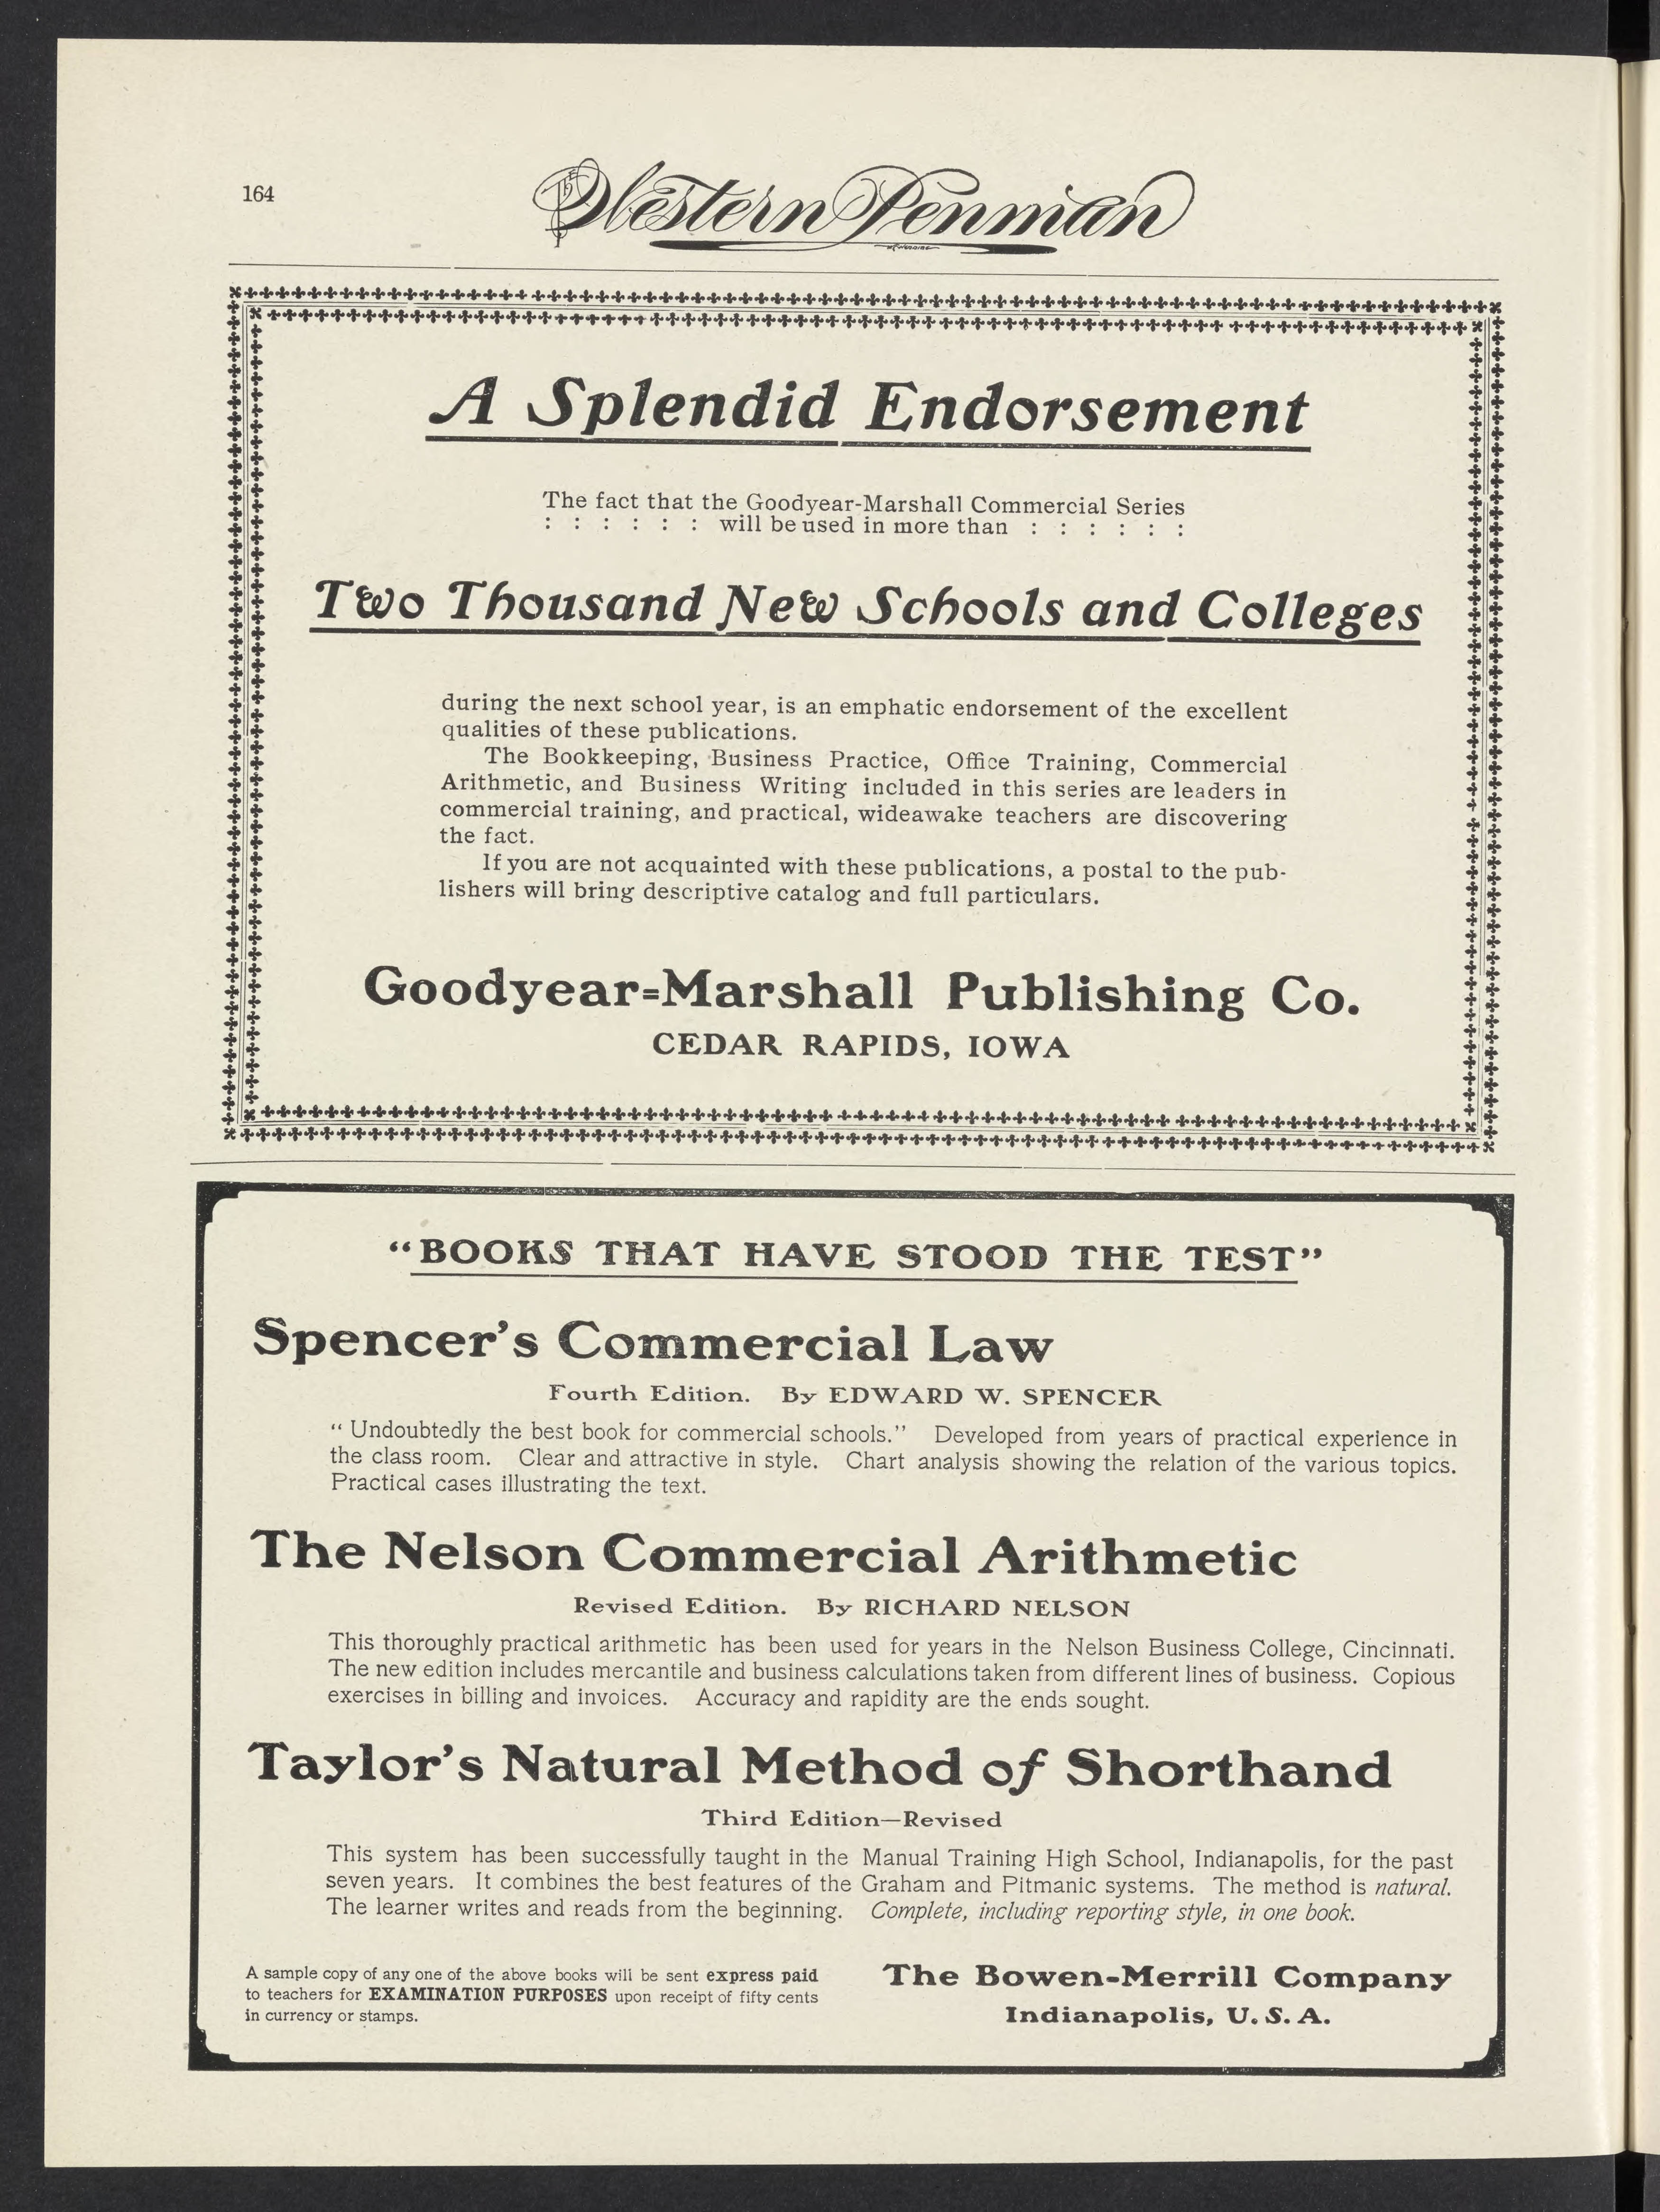 164
The Western Penman
A Splendid Endorsement
The fact that the Goodyear-Marshall Commercial Series
: : : : : : will be used in more than : : : : : :
Two Thousand New Schools and Colleges
during the next school year, is an emphatic endorsement of the excellent
qualities of these publications.
The Bookkeeping, Business Practice, Office Training, Commercial
Arithmetic, and Business Writing included in this series are leaders in
commercial training, and practical, wideawake teachers are discovering
the fact.
If you are not acquainted with these publications, a postal to the pub-
lishers will bring descriptive catalog and full particulars.
Goodyear=Marshall Publishing Co.
CEDAR RAPIDS, IOWA
“BOOKS THAT HAVE STOOD THE TEST”
Spencer’s Commercial Law
Fourth Edition. By EDWARD W. SPENCER
“ Undoubtedly the best book for commercial schools.” Developed from years of practical experience in
the class room. Clear and attractive in style. Chart analysis showing the relation of the various topics.
Practical cases illustrating the text.
The Nelson Commercial Arithmetic
Revised Edition. By RICHARD NELSON
This thoroughly practical arithmetic has been used for years in the Nelson Business College, Cincinnati.
The new edition includes mercantile and business calculations taken from different lines of business. Copious
exercises in billing and invoices. Accuracy and rapidity are the ends sought.
Taylor’s Natural Method of Shorthand
Third Edition—Revised
This system has been successfully taught in the Manual Training High School, Indianapolis, for the past
seven years. It combines the best features of the Graham and Pitmanic systems. The method is natural.
The learner writes and reads from the beginning. Complete, including reporting style, in one book.
A sample copy of any one of the above books will be sent express paid
to teachers for EXAMINATION PURPOSES upon receipt of fifty cents
in currency or stamps.
The Bowen-Merrill Company
Indianapolis, U. S. A.